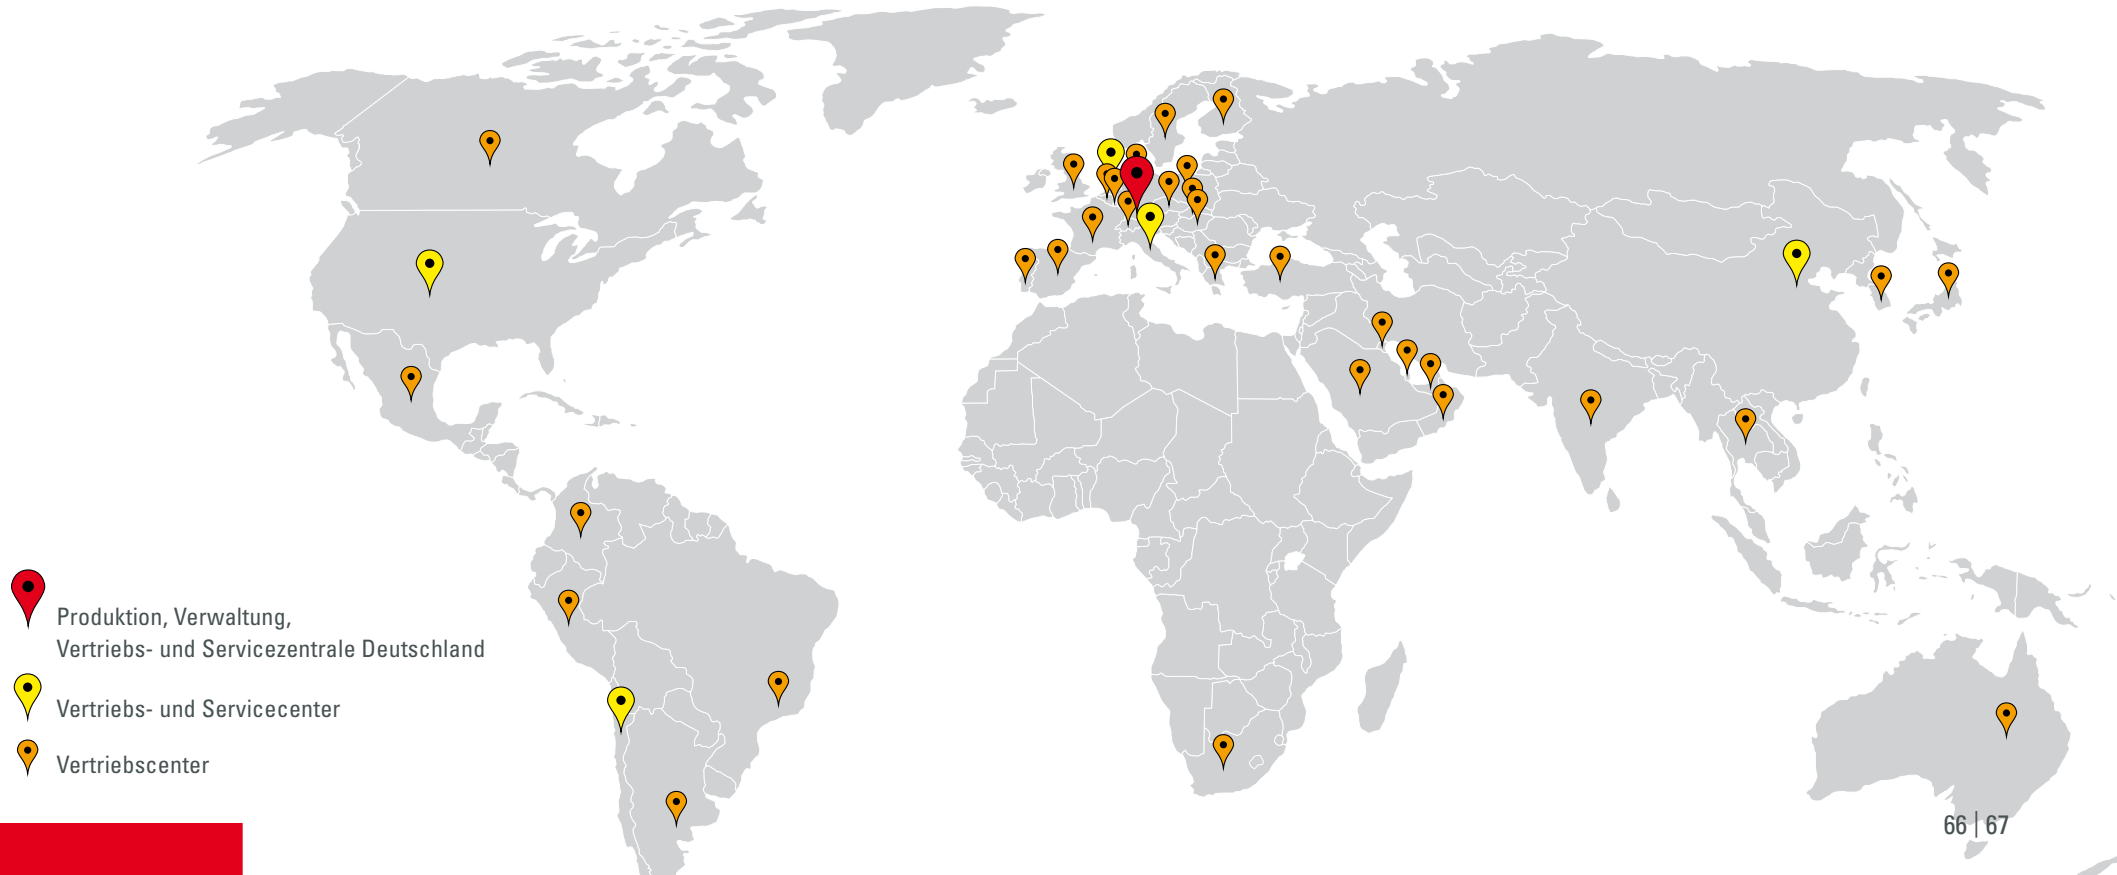 Produktion, Verwaltung,
Vertriebs- und Servicezentrale Deutschland
Vertriebs- und Servicecenter
Vertriebscenter
66 | 67